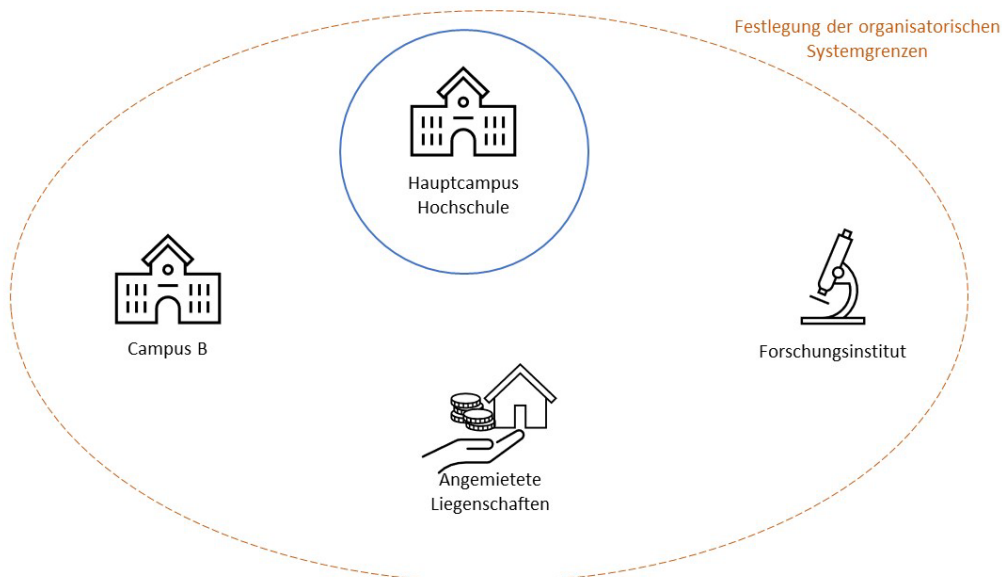 Festlegung der organisatorischen
Systemgrenzen
Hauptcampus
Hochschule
Campus B
Forschungsinstitut
Angemietete
Liegenschaften